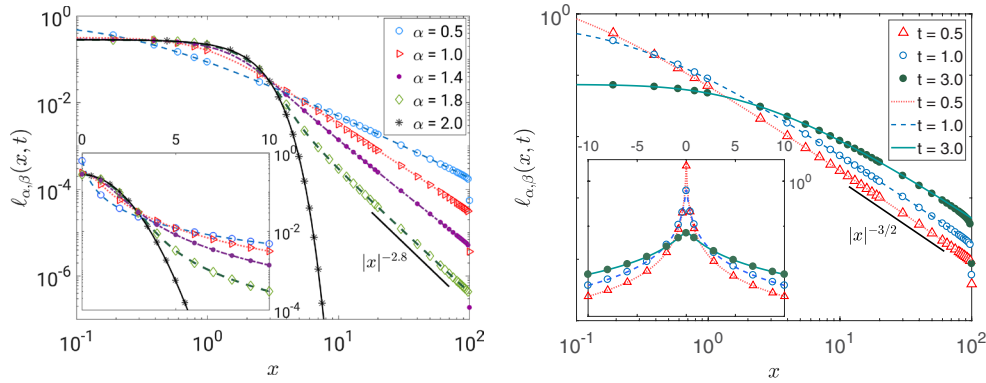 10^0
10^-2
10^-4
10^-6
ℓ_{α,β}(x, t)
α = 0.5
α = 1.0
α = 1.4
α = 1.8
α = 2.0
0 5 10
10^0
10^-2
10^-4
|x|^{-2.8}
10^-1 10^0 10^1 10^2
x
10^0
ℓ_{α,β}(x, t)
t = 0.5
t = 1.0
t = 3.0
t = 0.5
t = 1.0
t = 3.0
-10 -5 0 5 10
10^0
|x|^{-3/2}
10^-1 10^0 10^1 10^2
x